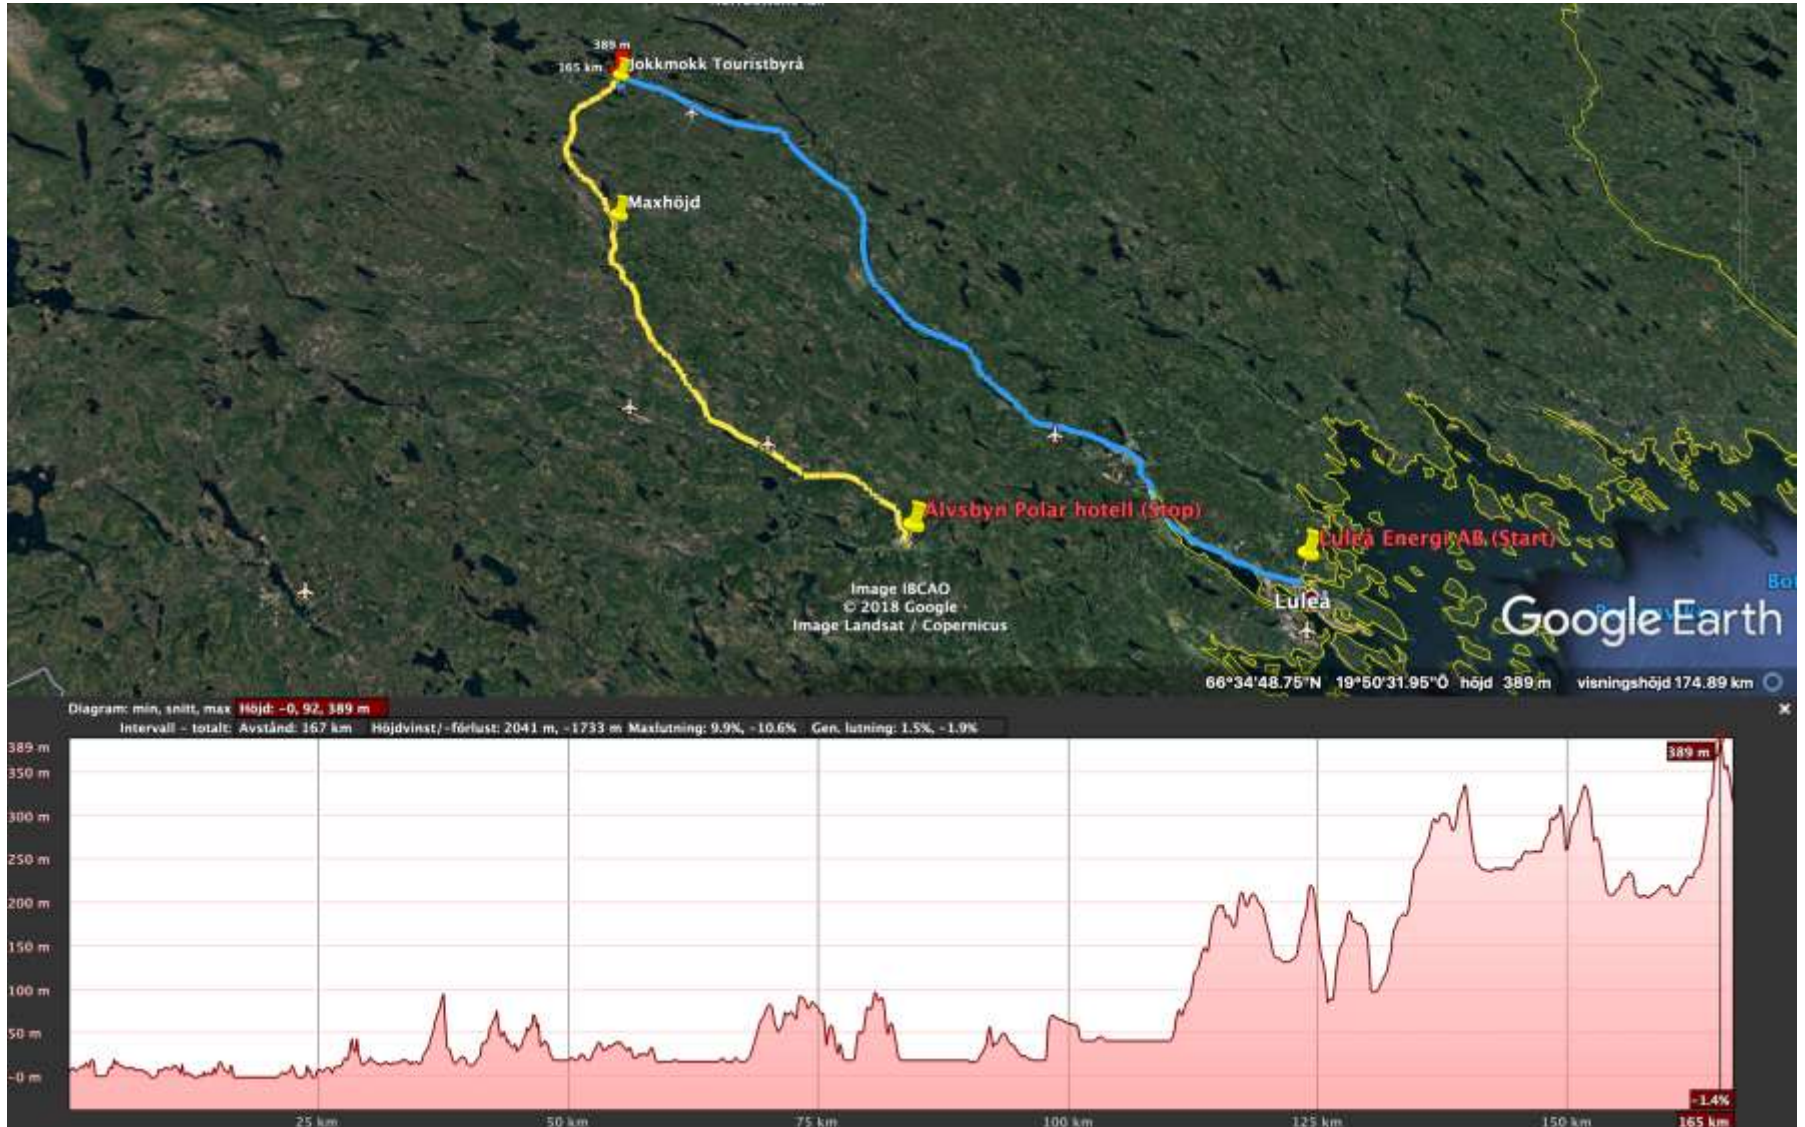 389 m
165 km
Jokkmokk Touristbyrå
Maxhöjd
Älvsbyn Polar hotell (Stop)
Luleå Energi AB (Start)
Luleå
Image IBCAO
© 2018 Google
Image Landsat / Copernicus
Google Earth
66°34'48.75"N 19°50'31.95"Ö höjd 389 m visningshöjd 174.89 km
Diagram: min, snitt, max Höjd: -0, 92, 389 m
Intervall - totalt: Avstånd: 167 km Höjdvinst/-förlust: 2041 m, -1733 m Maxlutning: 9.9%, -10.6% Gen. lutning: 1.5%, -1.9%
389 m
389 m
350 m
300 m
250 m
200 m
150 m
100 m
50 m
-0 m
-1.4%
25 km 50 km 75 km 100 km 125 km 150 km 165 km